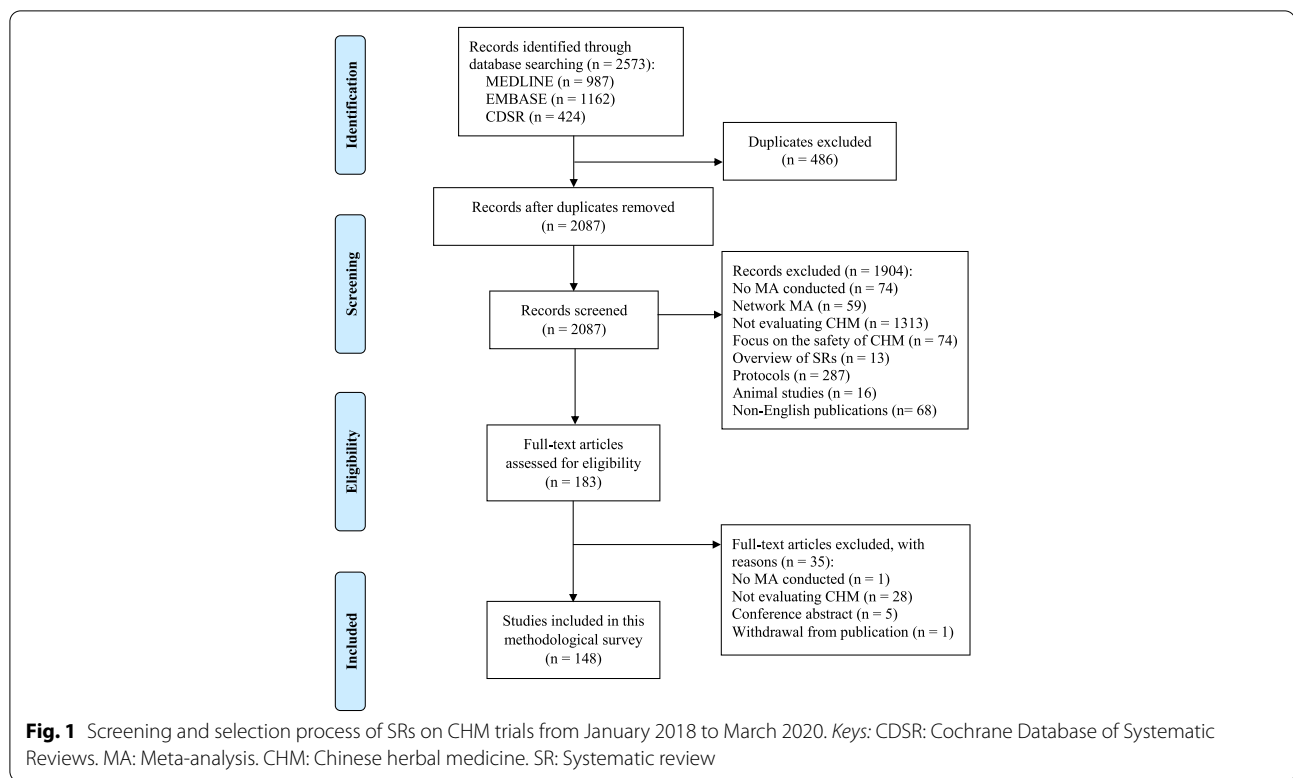 Identification
Records identified through
database searching (n = 2573):
MEDLINE (n = 987)
EMBASE (n = 1162)
CDSR (n = 424)
Duplicates excluded
(n = 486)
Records after duplicates removed
(n = 2087)
Screening
Records screened
(n = 2087)
Records excluded (n = 1904):
No MA conducted (n = 74)
Network MA (n = 59)
Not evaluating CHM (n = 1313)
Focus on the safety of CHM (n = 74)
Overview of SRs (n = 13)
Protocols (n = 287)
Animal studies (n = 16)
Non-English publications (n= 68)
Eligibility
Full-text articles
assessed for eligibility
(n = 183)
Full-text articles excluded, with
reasons (n = 35):
No MA conducted (n = 1)
Not evaluating CHM (n = 28)
Conference abstract (n = 5)
Withdrawal from publication (n = 1)
Included
Studies included in this
methodological survey
(n = 148)
Fig. 1 Screening and selection process of SRs on CHM trials from January 2018 to March 2020. Keys: CDSR: Cochrane Database of Systematic
Reviews. MA: Meta-analysis. CHM: Chinese herbal medicine. SR: Systematic review